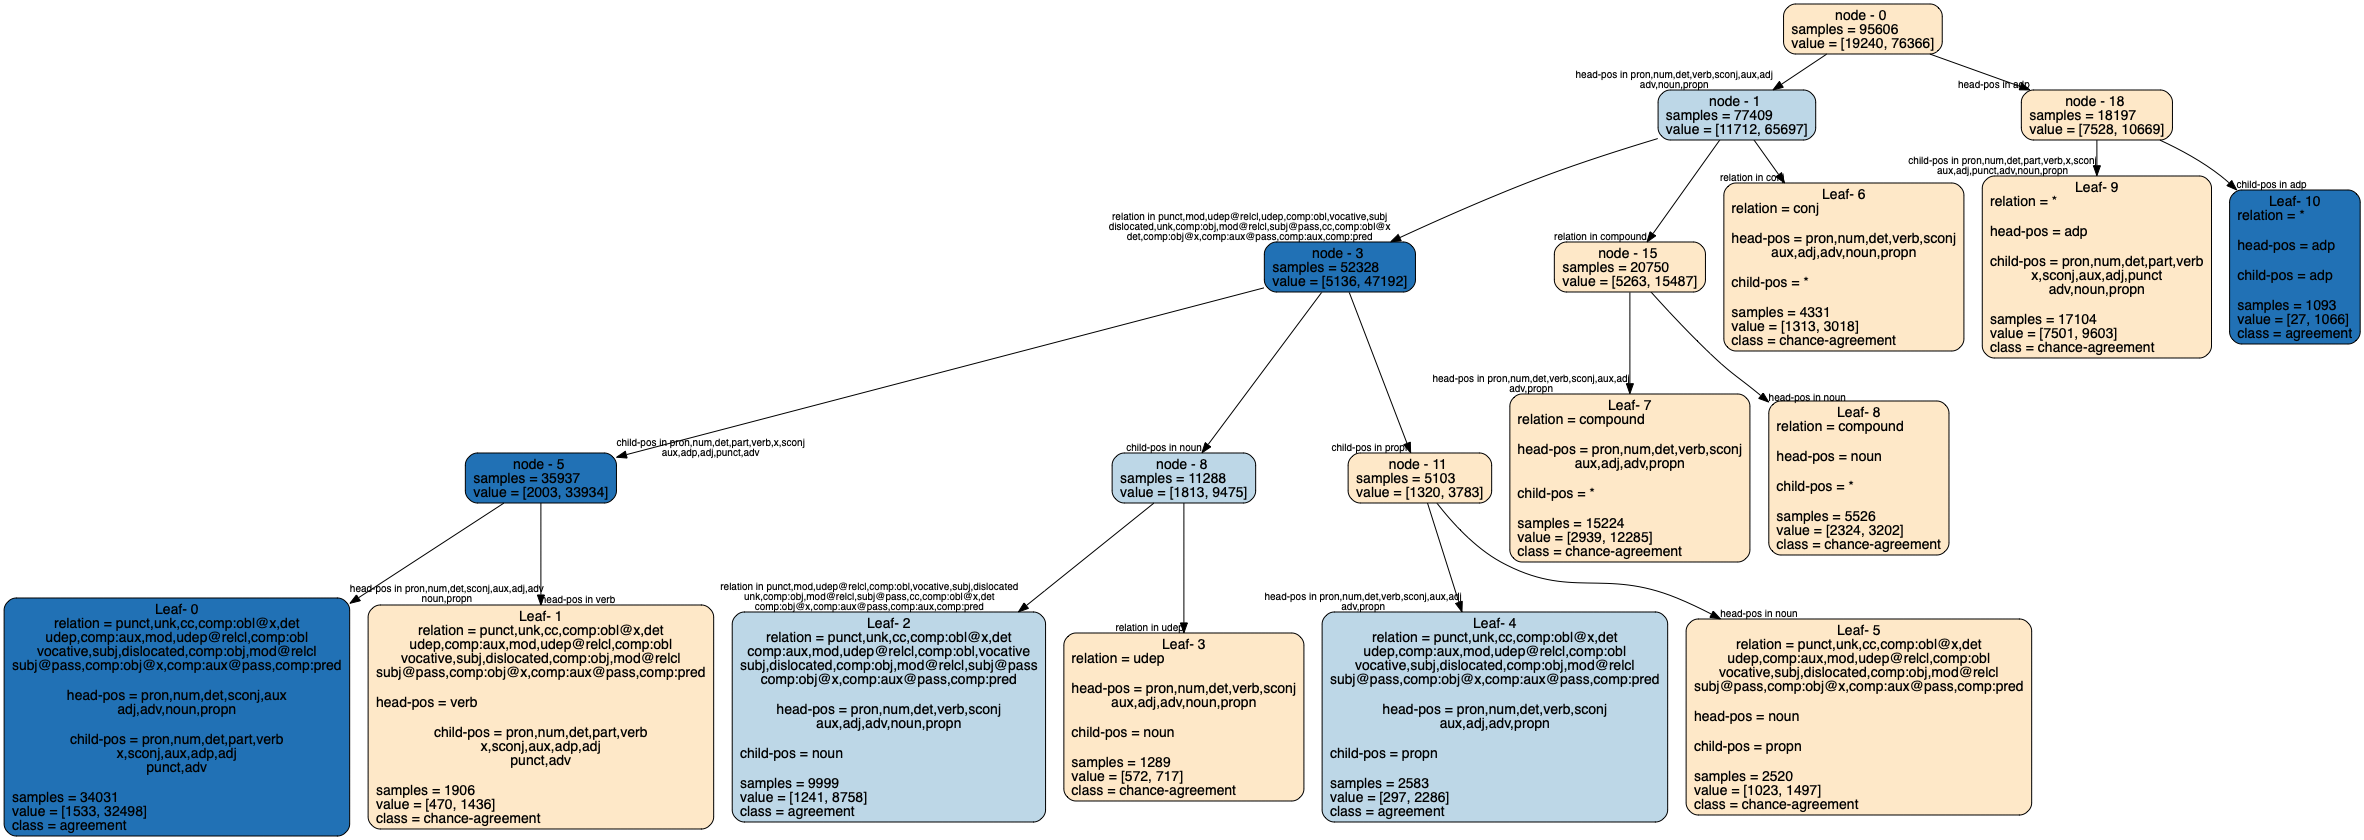 node - 0
samples = 95606
value = [19240, 76366]
head-pos in pron,num,det,verb,sconj,aux,adj
adv,noun,propn
head-pos in adp
node - 1
samples = 77409
value = [11712, 65697]
node - 18
samples = 18197
value = [7528, 10669]
relation in punct,mod,udep@relcl,udep,comp:obl,vocative,subj
dislocated,unk,comp:obj,mod@relcl,subj@pass,cc,comp:obl@x
det,comp:obj@x,comp:aux@pass,comp:aux,comp:pred
relation in compound
relation in conj
child-pos in pron,num,det,part,verb,x,sconj
aux,adj,punct,adv,noun,propn
child-pos in adp
node - 3
samples = 52328
value = [5136, 47192]
node - 15
samples = 20750
value = [5263, 15487]
Leaf- 6
relation = conj
head-pos = pron,num,det,verb,sconj
aux,adj,adv,noun,propn
child-pos = *
samples = 4331
value = [1313, 3018]
class = chance-agreement
Leaf- 9
relation = *
head-pos = adp
child-pos = pron,num,det,part,verb
x,sconj,aux,adj,punct
adv,noun,propn
samples = 17104
value = [7501, 9603]
class = chance-agreement
Leaf- 10
relation = *
head-pos = adp
child-pos = adp
samples = 1093
value = [27, 1066]
class = agreement
child-pos in pron,num,det,part,verb,x,sconj
aux,adp,adj,punct,adv
child-pos in noun
child-pos in propn
head-pos in pron,num,det,verb,sconj,aux,adj
adv,propn
head-pos in noun
node - 5
samples = 35937
value = [2003, 33934]
node - 8
samples = 11288
value = [1813, 9475]
node - 11
samples = 5103
value = [1320, 3783]
Leaf- 7
relation = compound
head-pos = pron,num,det,verb,sconj
aux,adj,adv,propn
child-pos = *
samples = 15224
value = [2939, 12285]
class = chance-agreement
Leaf- 8
relation = compound
head-pos = noun
child-pos = *
samples = 5526
value = [2324, 3202]
class = chance-agreement
head-pos in pron,num,det,sconj,aux,adj,adv
noun,propn
head-pos in verb
relation in punct,mod,udep@relcl,comp:obl,vocative,subj,dislocated
unk,comp:obj,mod@relcl,subj@pass,cc,comp:obl@x,det
comp:obj@x,comp:aux@pass,comp:aux,comp:pred
relation in udep
head-pos in pron,num,det,verb,sconj,aux,adj
adv,propn
head-pos in noun
Leaf- 0
relation = punct,unk,cc,comp:obl@x,det
udep,comp:aux,mod,udep@relcl,comp:obl
vocative,subj,dislocated,comp:obj,mod@relcl
subj@pass,comp:obj@x,comp:aux@pass,comp:pred
head-pos = pron,num,det,sconj,aux
adj,adv,noun,propn
child-pos = pron,num,det,part,verb
x,sconj,aux,adp,adj
punct,adv
samples = 34031
value = [1533, 32498]
class = agreement
Leaf- 1
relation = punct,unk,cc,comp:obl@x,det
udep,comp:aux,mod,udep@relcl,comp:obl
vocative,subj,dislocated,comp:obj,mod@relcl
subj@pass,comp:obj@x,comp:aux@pass,comp:pred
head-pos = verb
child-pos = pron,num,det,part,verb
x,sconj,aux,adp,adj
punct,adv
samples = 1906
value = [470, 1436]
class = chance-agreement
Leaf- 2
relation = punct,unk,cc,comp:obl@x,det
comp:aux,mod,udep@relcl,comp:obl,vocative
subj,dislocated,comp:obj,mod@relcl,subj@pass
comp:obj@x,comp:aux@pass,comp:pred
head-pos = pron,num,det,verb,sconj
aux,adj,adv,noun,propn
child-pos = noun
samples = 9999
value = [1241, 8758]
class = agreement
Leaf- 3
relation = udep
head-pos = pron,num,det,verb,sconj
aux,adj,adv,noun,propn
child-pos = noun
samples = 1289
value = [572, 717]
class = chance-agreement
Leaf- 4
relation = punct,unk,cc,comp:obl@x,det
udep,comp:aux,mod,udep@relcl,comp:obl
vocative,subj,dislocated,comp:obj,mod@relcl
subj@pass,comp:obj@x,comp:aux@pass,comp:pred
head-pos = pron,num,det,verb,sconj
aux,adj,adv,propn
child-pos = propn
samples = 2583
value = [297, 2286]
class = agreement
Leaf- 5
relation = punct,unk,cc,comp:obl@x,det
udep,comp:aux,mod,udep@relcl,comp:obl
vocative,subj,dislocated,comp:obj,mod@relcl
subj@pass,comp:obj@x,comp:aux@pass,comp:pred
head-pos = noun
child-pos = propn
samples = 2520
value = [1023, 1497]
class = chance-agreement